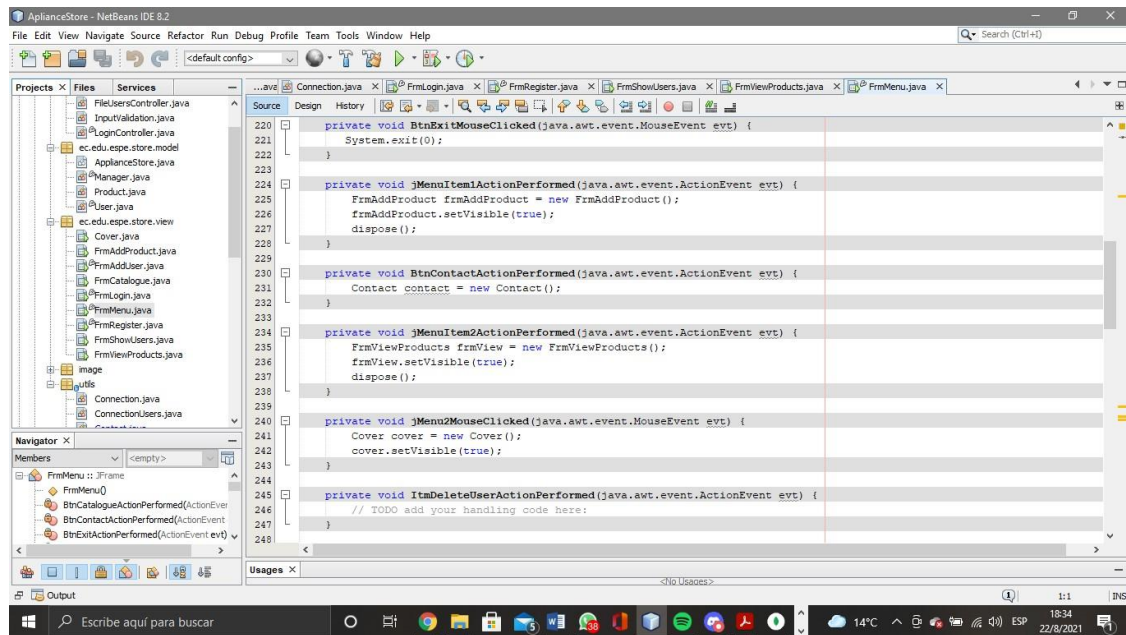 ApplianceStore - NetBeans IDE 8.2
File Edit View Navigate Source Refactor Run Debug Profile Team Tools Window Help
Search (Ctrl+I)
<default config>
Projects Files Services
...ava Connection.java FrmLogin.java FrmRegister.java FrmShowUsers.java FrmViewProducts.java FrmMenu.java
Source Design History
FileUsersController.java
InputValidation.java
LoginController.java
ec.edu.espe.store.model
ApplianceStore.java
Manager.java
Product.java
User.java
ec.edu.espe.store.view
Cover.java
FrmAddProduct.java
FrmAddUser.java
FrmCatalogue.java
FrmLogin.java
FrmMenu.java
FrmRegister.java
FrmShowUsers.java
FrmViewProducts.java
image
utils
Connection.java
ConnectionUsers.java
220 private void BtnExitMouseClicked(java.awt.event.MouseEvent evt) {
221 System.exit(0);
222 }
223
224 private void jMenuItem1ActionPerformed(java.awt.event.ActionEvent evt) {
225 FrmAddProduct frmAddProduct = new FrmAddProduct();
226 frmAddProduct.setVisible(true);
227 dispose();
228 }
229
230 private void BtnContactActionPerformed(java.awt.event.ActionEvent evt) {
231 Contact contact = new Contact();
232 }
233
234 private void jMenuItem2ActionPerformed(java.awt.event.ActionEvent evt) {
235 FrmViewProducts frmView = new FrmViewProducts();
236 frmView.setVisible(true);
237 dispose();
238 }
239
240 private void jMenu2MouseClicked(java.awt.event.MouseEvent evt) {
241 Cover cover = new Cover();
242 cover.setVisible(true);
243 }
244
245 private void ItmDeleteUserActionPerformed(java.awt.event.ActionEvent evt) {
246 // TODO add your handling code here:
247 }
248
Navigator
Members <empty>
FrmMenu :: JFrame
FrmMenu()
BtnCatalogueActionPerformed(ActionEver
BtnContactActionPerformed(ActionEvent
BtnExitActionPerformed(ActionEvent evt)
Usages
<No Usages>
Output
1:1 INS
Escribe aquí para buscar
14°C
ESP
18:34
22/8/2021